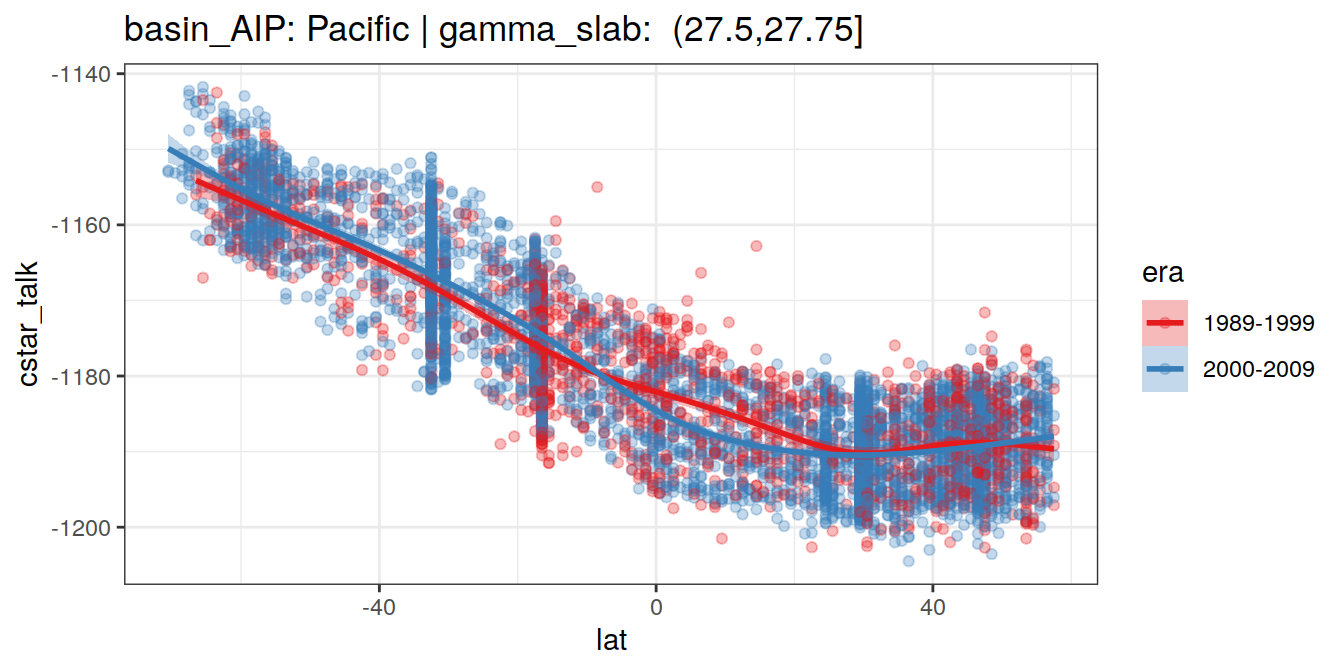 basin_AIP: Pacific | gamma_slab:  (27.5,27.75]
cstar_talk
-1140
-1160
-1180
-1200
-40
0
40
lat
era
1989-1999
2000-2009